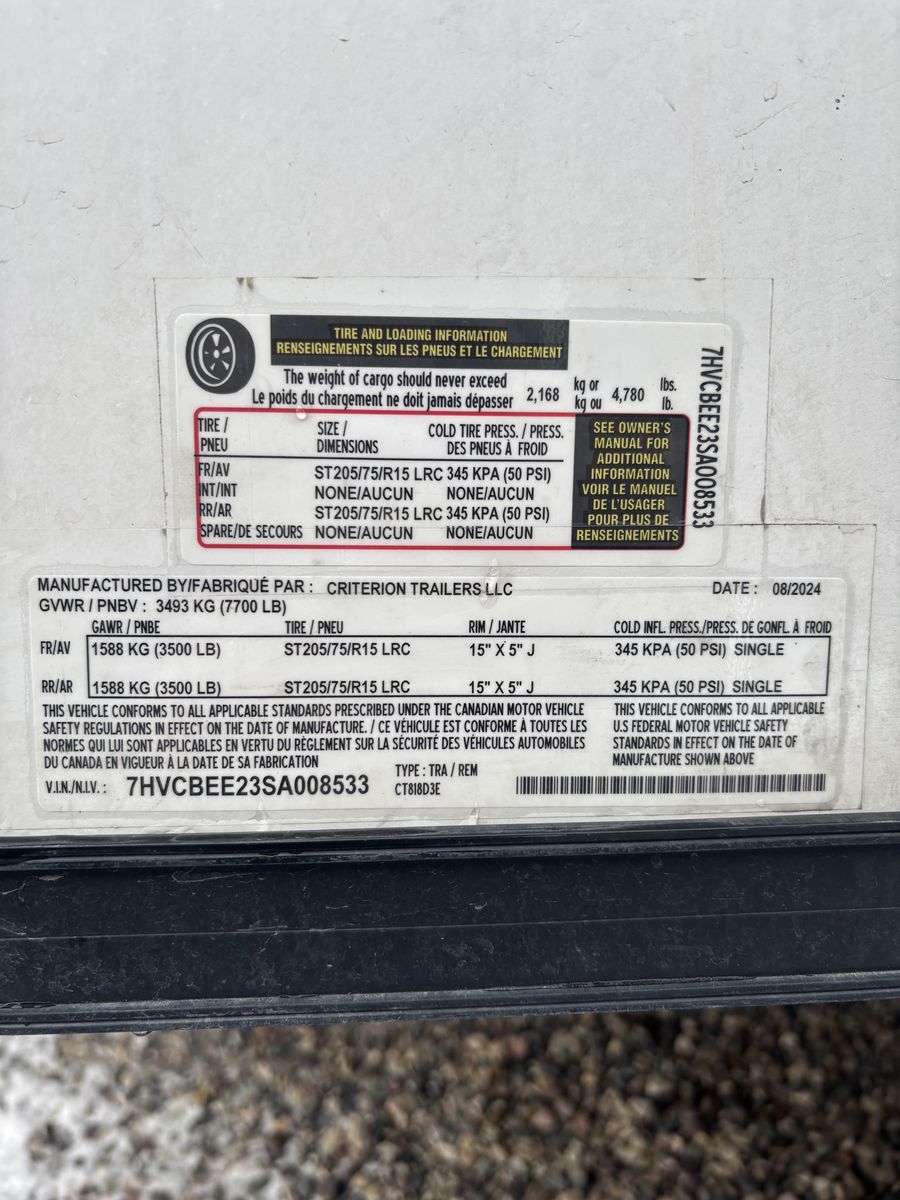 TIRE AND LOADING INFORMATION
RENSEIGNEMENTS SUR LES PNEUS ET LE CHARGEMENT
The weight of cargo should never exceed
Le poids du chargement ne doit jamais dépasser 2,168 kg or kg ou 4,780 lbs. lb.
TIRE / PNEU SIZE / DIMENSIONS COLD TIRE PRESS. / PRESS. DES PNEUS À FROID
FR/AV ST205/75/R15 LRC 345 KPA (50 PSI)
INT/INT NONE/AUCUN NONE/AUCUN
RR/AR ST205/75/R15 LRC 345 KPA (50 PSI)
SPARE/DE SECOURS NONE/AUCUN NONE/AUCUN
SEE OWNER'S
MANUAL FOR
ADDITIONAL
INFORMATION
VOIR LE MANUEL
DE L'USAGER
POUR PLUS DE
RENSEIGNEMENTS
7HVCBEE23SA008533
MANUFACTURED BY/FABRIQUÉ PAR : CRITERION TRAILERS LLC DATE : 08/2024
GVWR / PNBV : 3493 KG (7700 LB)
GAWR / PNBE TIRE / PNEU RIM / JANTE COLD INFL. PRESS./PRESS. DE GONFL. À FROID
FR/AV 1588 KG (3500 LB) ST205/75/R15 LRC 15" X 5" J 345 KPA (50 PSI) SINGLE
RR/AR 1588 KG (3500 LB) ST205/75/R15 LRC 15" X 5" J 345 KPA (50 PSI) SINGLE
THIS VEHICLE CONFORMS TO ALL APPLICABLE STANDARDS PRESCRIBED UNDER THE CANADIAN MOTOR VEHICLE
SAFETY REGULATIONS IN EFFECT ON THE DATE OF MANUFACTURE. / CE VÉHICULE EST CONFORME À TOUTES LES
NORMES QUI LUI SONT APPLICABLES EN VERTU DU RÈGLEMENT SUR LA SÉCURITÉ DES VÉHICULES AUTOMOBILES
DU CANADA EN VIGUEUR À LA DATE DE SA FABRICATION
THIS VEHICLE CONFORMS TO ALL APPLICABLE
U.S FEDERAL MOTOR VEHICLE SAFETY
STANDARDS IN EFFECT ON THE DATE OF
MANUFACTURE SHOWN ABOVE
V.I.N./N.I.V. : 7HVCBEE23SA008533
TYPE : TRA / REM
CT818D3E